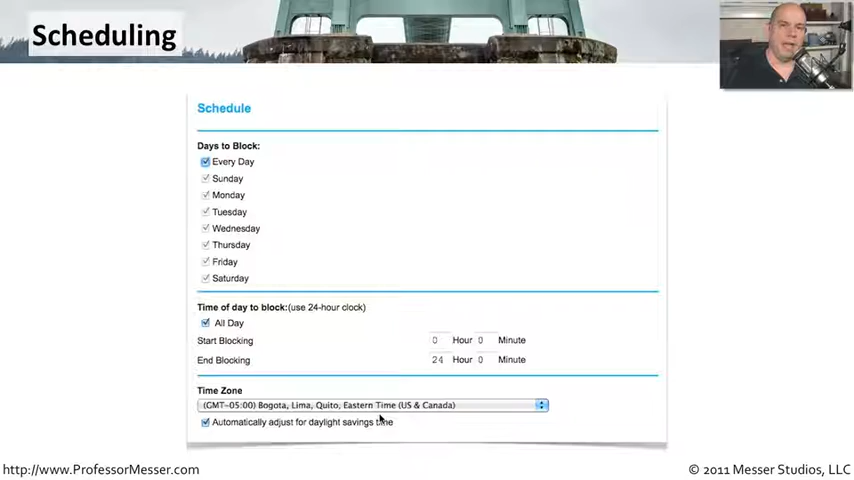 Scheduling
Schedule
Days to Block:
Every Day
Sunday
Monday
Tuesday
Wednesday
Thursday
Friday
Saturday
Time of day to block:(use 24-hour clock)
All Day
Start Blocking 0 Hour 0 Minute
End Blocking 24 Hour 0 Minute
Time Zone
(GMT-05:00) Bogota, Lima, Quito, Eastern Time (US & Canada)
Automatically adjust for daylight savings time
http://www.ProfessorMesser.com © 2011 Messer Studios, LLC